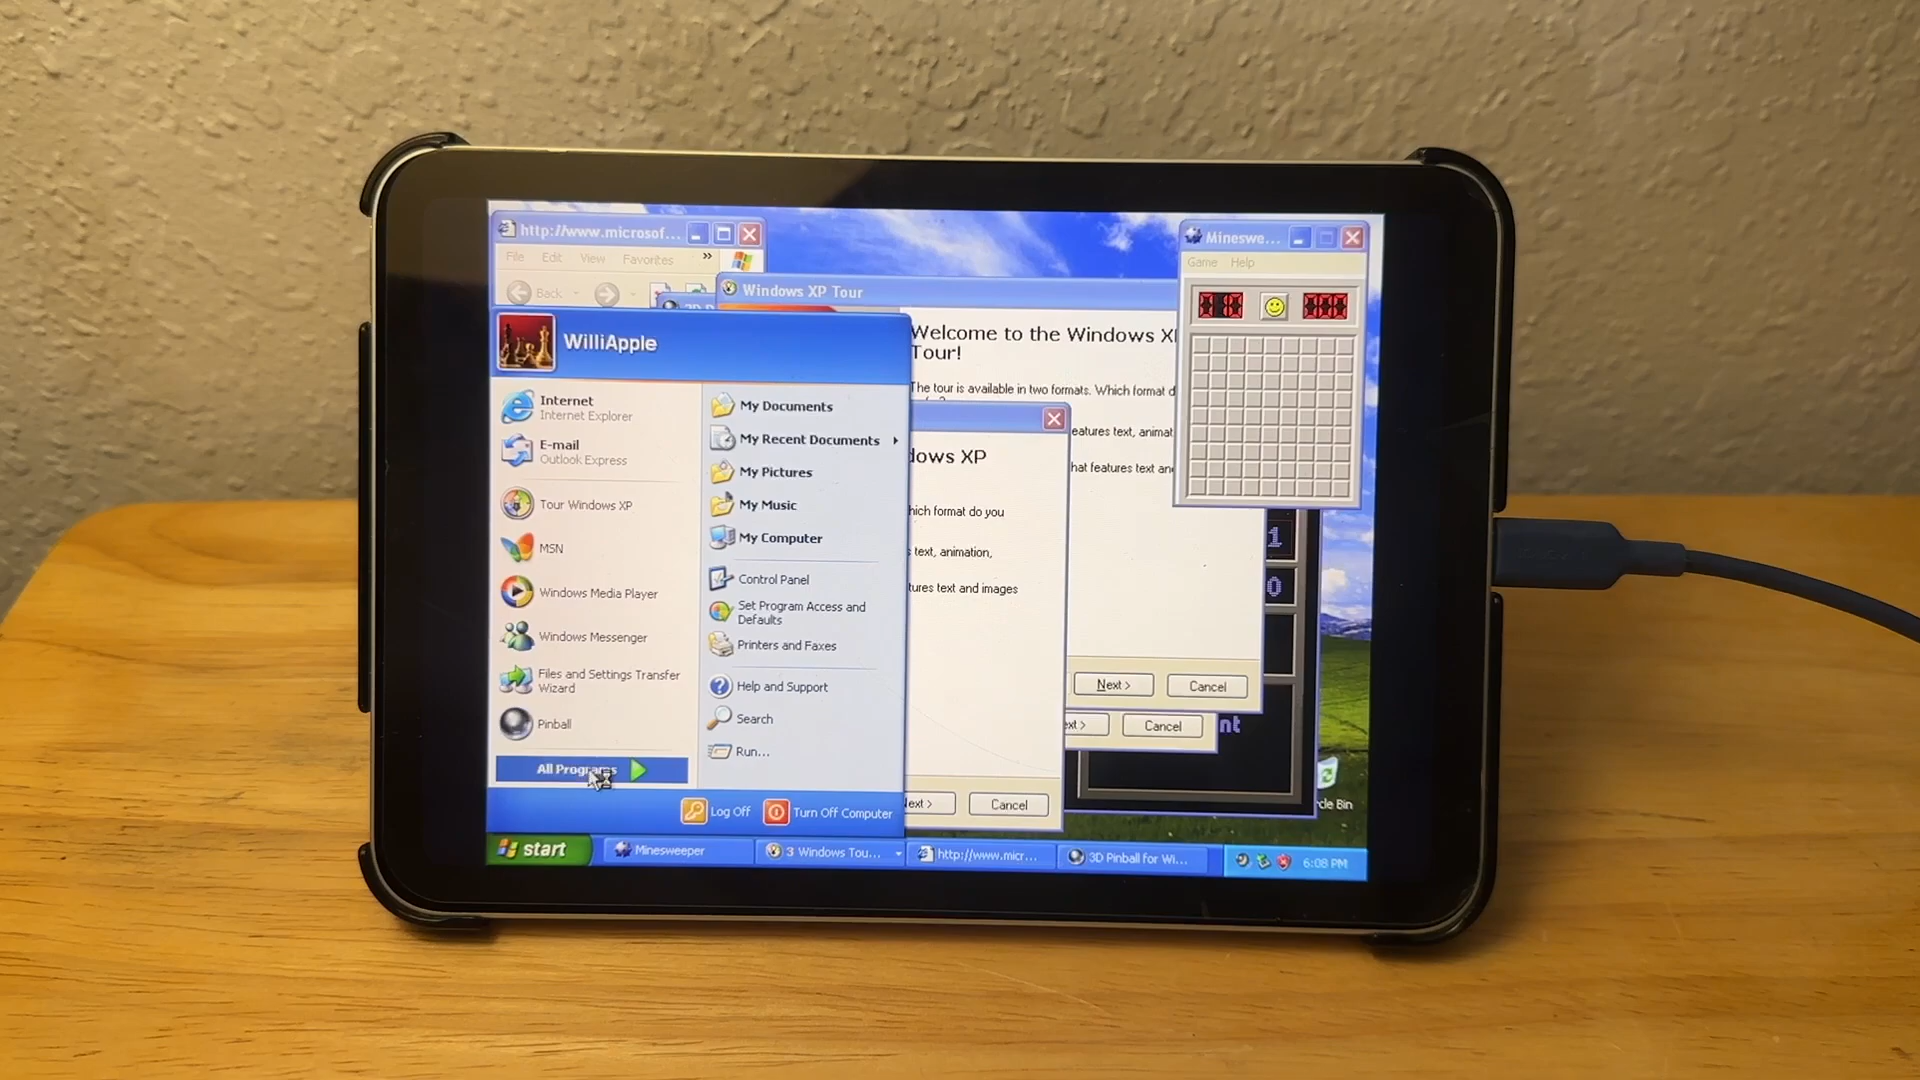 http://www.microsof...
File Edit View Favorites »
Back
Windows XP Tour
Welcome to the Windows
Tour!
The tour is available in two formats. Which format d
eatures text, animat
hat features text an
Next >
Cancel
Mineswe...
Game Help
WilliApple
Internet
Internet Explorer
E-mail
Outlook Express
Tour Windows XP
MSN
Windows Media Player
Windows Messenger
Files and Settings Transfer
Wizard
Pinball
All Programs
My Documents
My Recent Documents
My Pictures
My Music
My Computer
Control Panel
Set Program Access and
Defaults
Printers and Faxes
Help and Support
Search
Run...
Log Off
Turn Off Computer
dows XP
hich format do you
text, animation,
tures text and images
ext >
Cancel
ext >
Cancel
1
0
nt
cle Bin
start
Minesweeper
3 Windows Tou...
http://www.micr...
3D Pinball for Wi...
6:08 PM